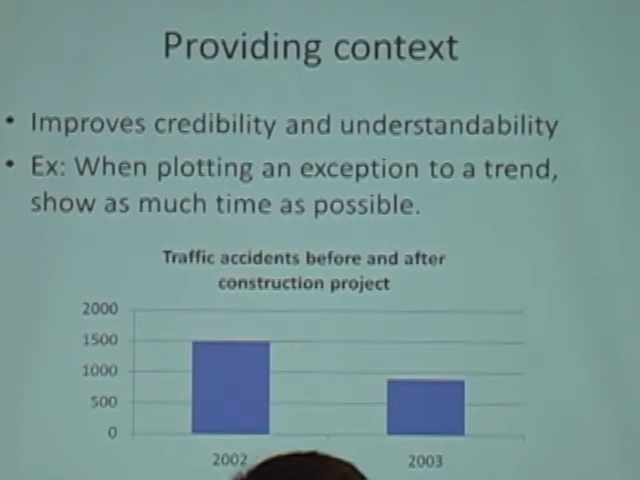 Providing context
• Improves credibility and understandability
• Ex: When plotting an exception to a trend,
show as much time as possible.
Traffic accidents before and after
construction project
2000
1500
1000
500
0
2002
2003